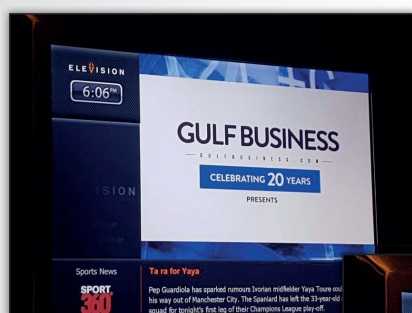 ELEVISION
6:06 PM
GULF BUSINESS
GULFBUSINESS.COM
CELEBRATING 20 YEARS
PRESENTS
ISION
Sports News
SPORT
360
Ta ra for Yaya
Pep Guardiola has sparked rumours Ivorian midfielder Yaya Toure
his way out of Manchester City. The Spaniard has left the 33-year-old
squad for tonight's first leg of their Champions League play-off.